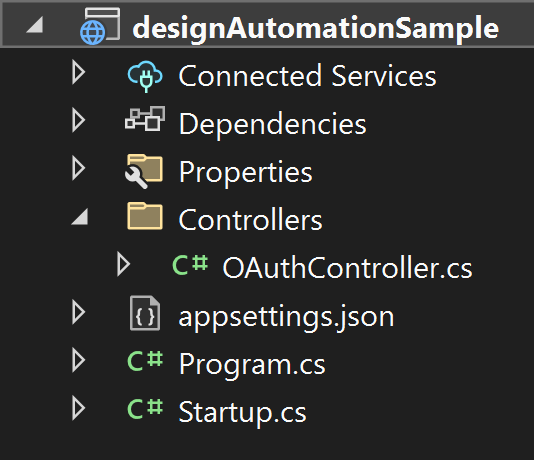 designAutomationSample
Connected Services
Dependencies
Properties
Controllers
C# OAuthController.cs
appsettings.json
C# Program.cs
C# Startup.cs